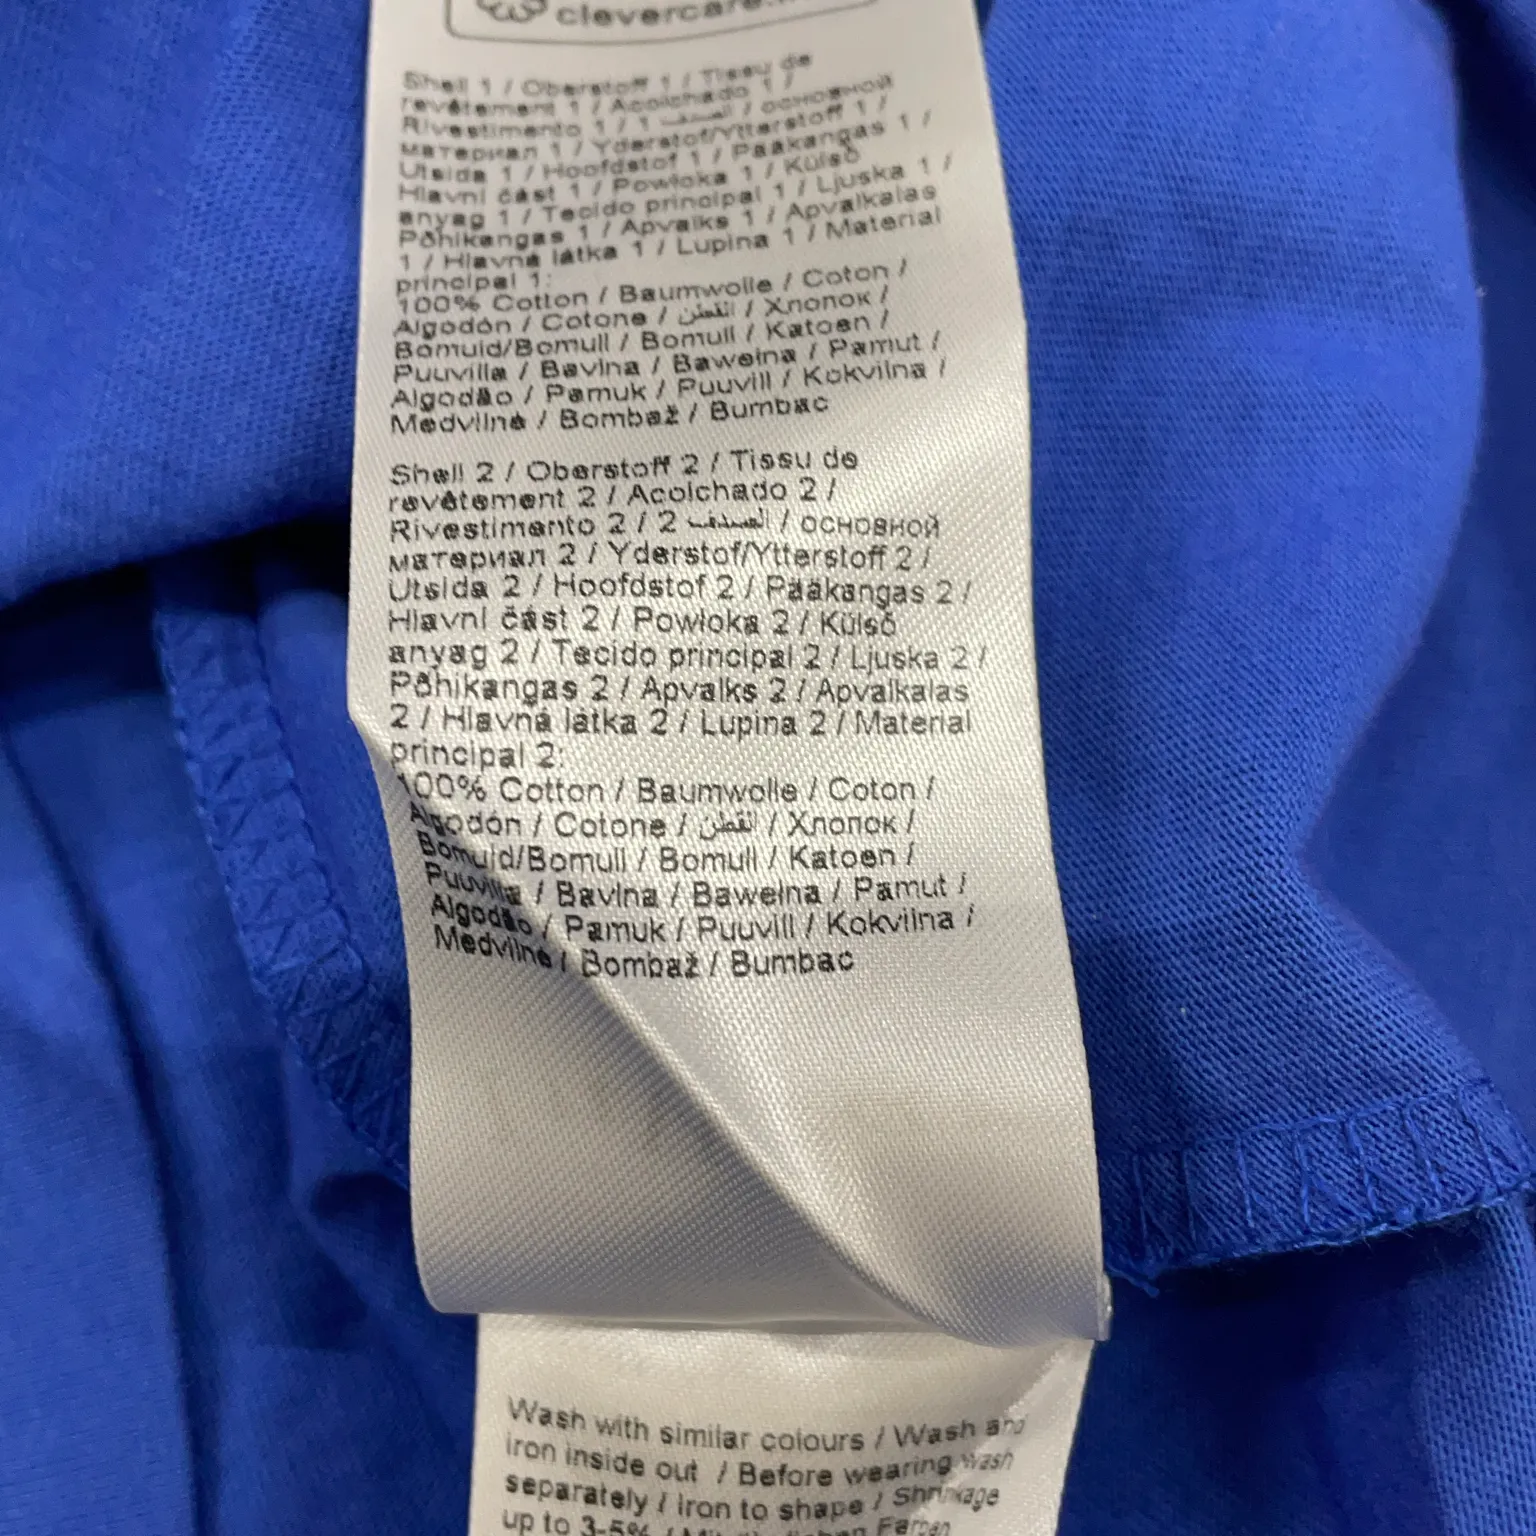 clevercare.
Shell 1 / Oberstoff 1 / Tissu de
revêtement 1 / Acolchado 1 /
Rivestimento 1 / 1 الصدف / основной
материал 1 / Yderstof/Ytterstoff 1 /
Utsida 1 / Hoofdstof 1 / Pääkangas 1 /
Hlavní část 1 / Powłoka 1 / Külső
anyag 1 / Tecido principal 1 / Ljuska 1 /
Põhikangas 1 / Apvalks 1 / Apvalkalas
1 / Hlavná látka 1 / Lupina 1 / Material
principal 1:
100% Cotton / Baumwolle / Coton /
Algodón / Cotone / القطن / Хлопок /
Bomuld/Bomull / Bomull / Katoen /
Puuvilla / Bavlna / Bawełna / Pamut /
Algodão / Pamuk / Puuvill / Kokvilna /
Medvilnė / Bombaž / Bumbac
Shell 2 / Oberstoff 2 / Tissu de
revêtement 2 / Acolchado 2 /
Rivestimento 2 / 2 الصدف / основной
материал 2 / Yderstof/Ytterstoff 2 /
Utsida 2 / Hoofdstof 2 / Pääkangas 2 /
Hlavní část 2 / Powłoka 2 / Külső
anyag 2 / Tecido principal 2 / Ljuska 2 /
Põhikangas 2 / Apvalks 2 / Apvalkalas
2 / Hlavná látka 2 / Lupina 2 / Material
principal 2:
100% Cotton / Baumwolle / Coton /
Algodón / Cotone / القطن / Хлопок /
Bomuld/Bomull / Bomull / Katoen /
Puuvilla / Bavlna / Bawełna / Pamut /
Algodão / Pamuk / Puuvill / Kokvilna /
Medvilnė / Bombaž / Bumbac
Wash with similar colours / Wash and
iron inside out / Before wearing wash
separately / Iron to shape / Shrinkage
up to 3-5% / Farben